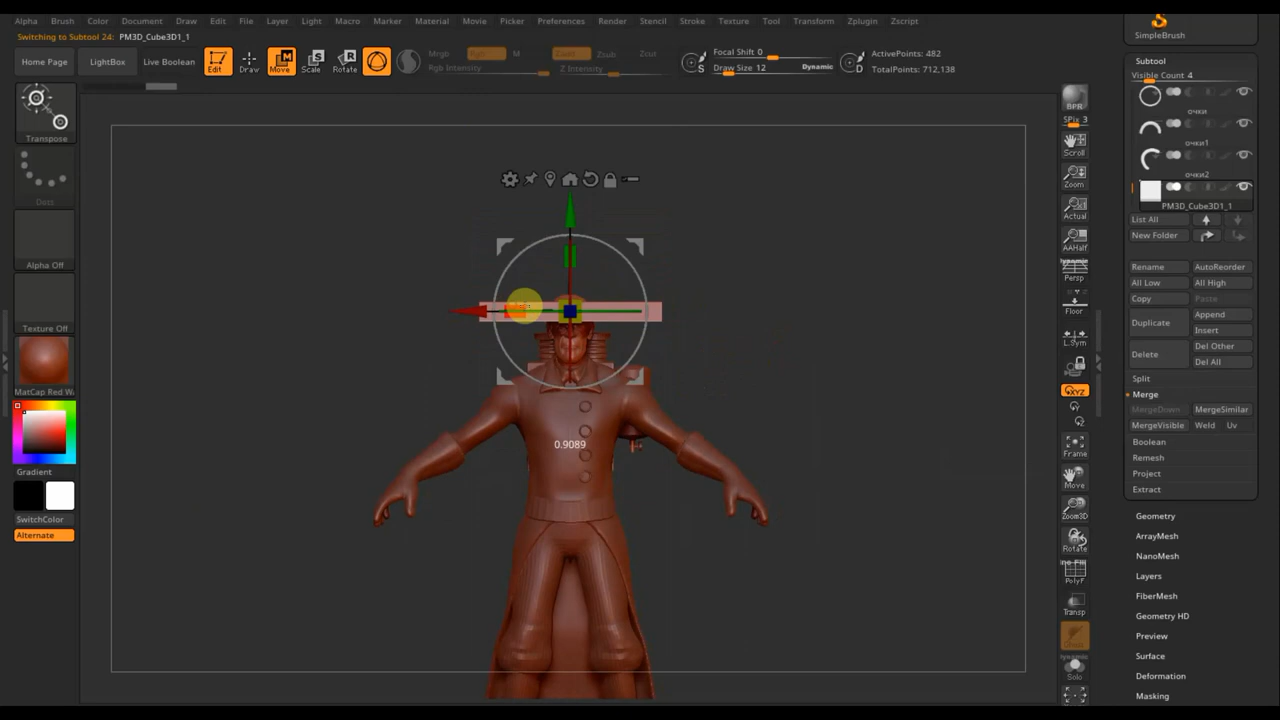 Alpha Brush Color Document Draw Edit File Layer Light Macro Marker Material Movie Picker Preferences Render Stencil Stroke Texture Tool Transform Zplugin Zscript
Switching to Subtool 24: PM3D_Cube3D1_1
Home Page LightBox Live Boolean Edit Draw Move Scale Rotate
Mrgb Rgb M Zadd Zsub Zcut
Rgb Intensity Z Intensity
Focal Shift 0
Draw Size 12 Dynamic
S D
ActivePoints: 482
TotalPoints: 712,138
Transpose
Dots
Alpha Off
Texture Off
MatCap Red Wa
Gradient
SwitchColor
Alternate
0.9089
BPR
SPix 3
Scroll
Zoom
Actual
AAHalf
Dynamic
Persp
Floor
L.Sym
XYZ
Frame
Move
Zoom3D
Rotate
Line Fill
PolyF
Transp
Dynamic
Solo
SimpleBrush
Subtool
Visible Count 4
очки
очки1
очки2
PM3D_Cube3D1_1
List All
New Folder
Rename AutoReorder
All Low All High
Copy Paste
Duplicate Append
Insert
Delete Del Other
Del All
Split
Merge
MergeDown MergeSimilar
MergeVisible Weld Uv
Boolean
Remesh
Project
Extract
Geometry
ArrayMesh
NanoMesh
Layers
FiberMesh
Geometry HD
Preview
Surface
Deformation
Masking